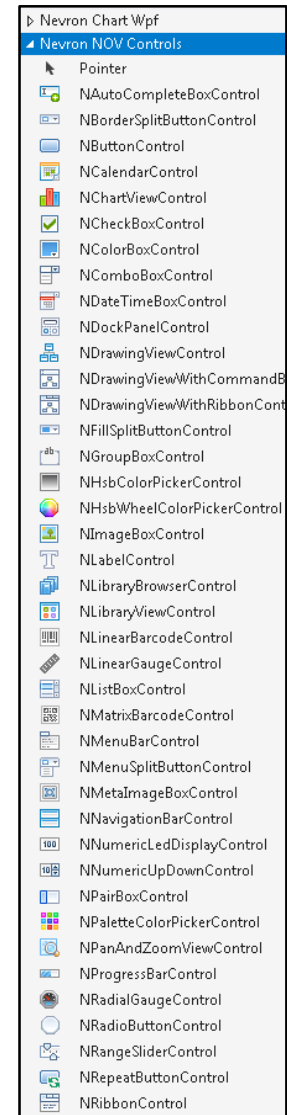 Nevron Chart Wpf
Nevron NOV Controls
Pointer
NAutoCompleteBoxControl
NBorderSplitButtonControl
NButtonControl
NCalendarControl
NChartViewControl
NCheckBoxControl
NColorBoxControl
NComboBoxControl
NDateTimeBoxControl
NDockPanelControl
NDrawingViewControl
NDrawingViewWithCommandB
NDrawingViewWithRibbonCont
NFillSplitButtonControl
NGroupBoxControl
NHsbColorPickerControl
NHsbWheelColorPickerControl
NImageBoxControl
NLabelControl
NLibraryBrowserControl
NLibraryViewControl
NLinearBarcodeControl
NLinearGaugeControl
NListBoxControl
NMatrixBarcodeControl
NMenuBarControl
NMenuSplitButtonControl
NMetaImageBoxControl
NNavigationBarControl
NNumericLedDisplayControl
NNumericUpDownControl
NPairBoxControl
NPaletteColorPickerControl
NPanAndZoomViewControl
NProgressBarControl
NRadialGaugeControl
NRadioButtonControl
NRangeSliderControl
NRepeatButtonControl
NRibbonControl